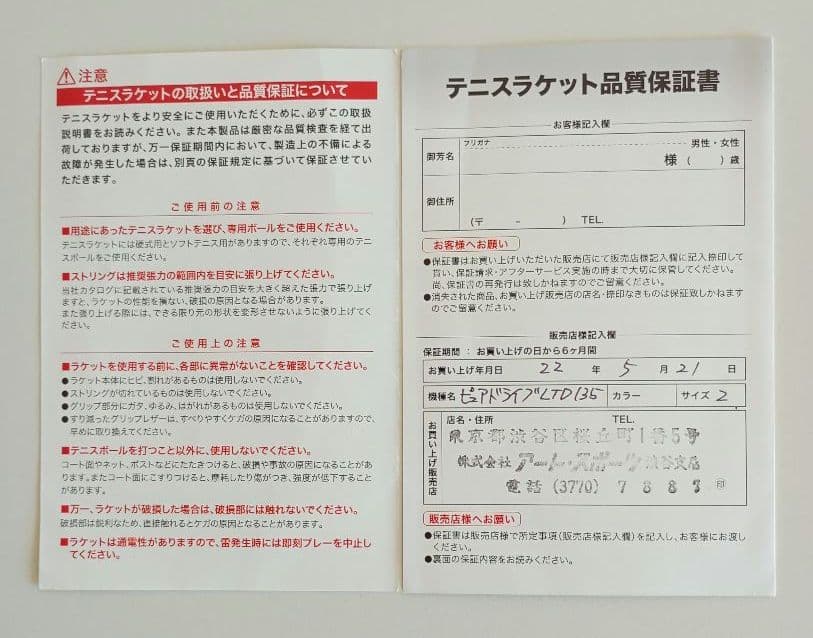 注意
テニスラケットの取扱いと品質保証について
テニスラケットをより安全にご使用いただくために、必ずこの取扱
説明書をお読みください。また本製品は厳密な品質検査を経て出
荷しておりますが、万一保証期間内において、製造上の不備による
故障が発生した場合は、別頁の保証規定に基づいて保証させてい
ただきます。
ご使用前の注意
■用途にあったテニスラケットを選び、専用ボールをご使用ください。
テニスラケットには硬式用とソフトテニス用がありますので、それぞれ専用のテニ
スボールをご使用ください。
■ストリングは推奨張力の範囲内を目安に張り上げてください。
当社カタログに記載されている推奨張力の目安を大きく超えた張力で張り上げ
ますと、ラケットの性能を損ない、破損の原因となる場合があります。
また張り上げる際には、できる限り元の形状を変形させないように張り上げてく
ださい。
ご使用上の注意
■ラケットを使用する前に、各部に異常がないことを確認してください。
●ラケット本体にヒビ、割れがあるものは使用しないでください。
●ストリングが切れているものは使用しないでください。
●グリップ部分にガタ、ゆるみ、はがれがあるものは使用しないでください。
●すり減ったグリップレザーは、すべりやすくケガの原因になることがありますので、
早めに取り換えてください。
■テニスボールを打つこと以外に、使用しないでください。
コート面やネット、ポストなどにたたきつけると、破損や事故の原因になることがあ
ります。またコート面にこすりつけると、摩耗したり傷がつき、強度が低下すること
があります。
■万一、ラケットが破損した場合は、破損部には触れないでください。
破損部は鋭利なため、直接触れるとケガの原因となることがあります。
■ラケットは通電性がありますので、雷発生時には即刻プレーを中止し
てください。
テニスラケット品質保証書
お客様記入欄
フリガナ
男性・女性
御芳名
様 ( ) 歳
御住所
(〒 － ) TEL.
お客様へお願い
●保証書はお買い上げいただいた販売店にて販売店様記入欄に記入捺印して
貰い、保証請求・アフターサービス実施の時まで大切に保管してください。
尚、保証書の再発行は致しかねますのでご留意ください。
●消失された商品、お買い上げ販売店の店名・捺印なきものは保証致しかねます
のでご留意ください。
販売店様記入欄
保証期間 ： お買い上げの日から6ヶ月間
お買い上げ年月日 22 年 5 月 21 日
機種名 ピュアドライブLTD135 カラー サイズ 2
お買い上げ販売店
店名・住所 TEL.
東京都渋谷区桜丘町1番5号
株式会社 アートスポーツ 渋谷支店
電話 (3770) 7883 印
販売店様へお願い
●保証書は販売店様で所定事項（販売店様記入欄）を記入し、お客様にお渡し
ください。
●裏面の保証内容をお読みください。